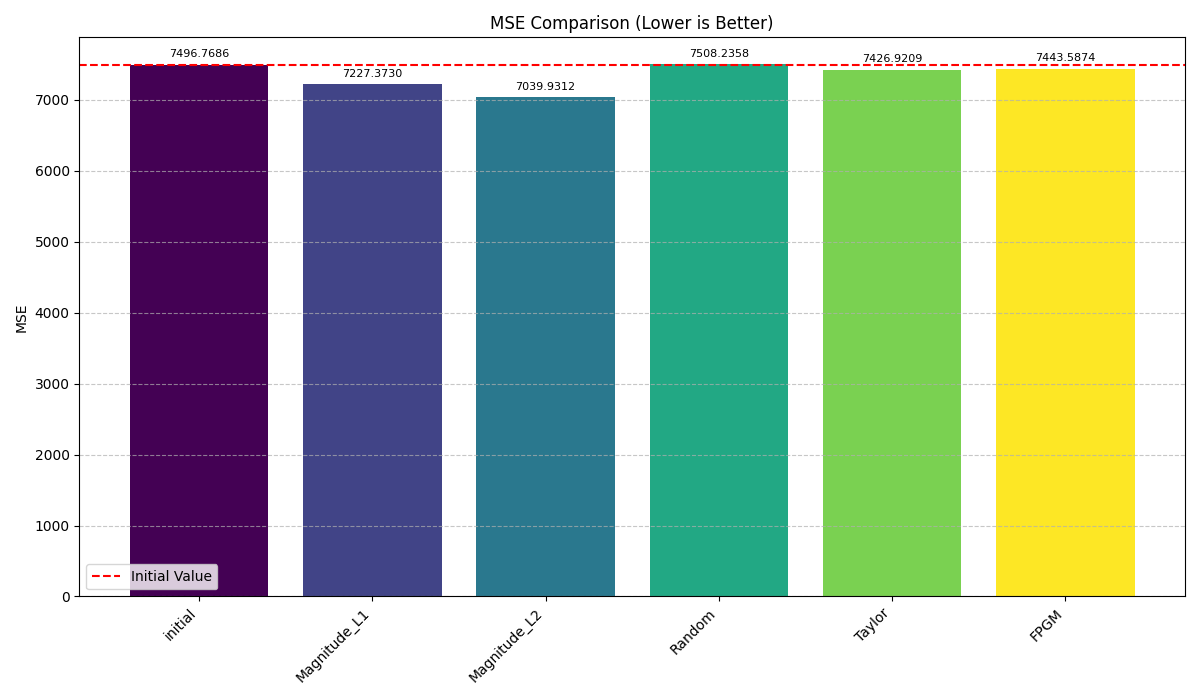 MSE Comparison (Lower is Better)
7496.7686
7227.3730
7039.9312
7508.2358
7426.9209
7443.5874
MSE
7000
6000
5000
4000
3000
2000
1000
0
Initial Value
initial
Magnitude_L1
Magnitude_L2
Random
Taylor
FPGM